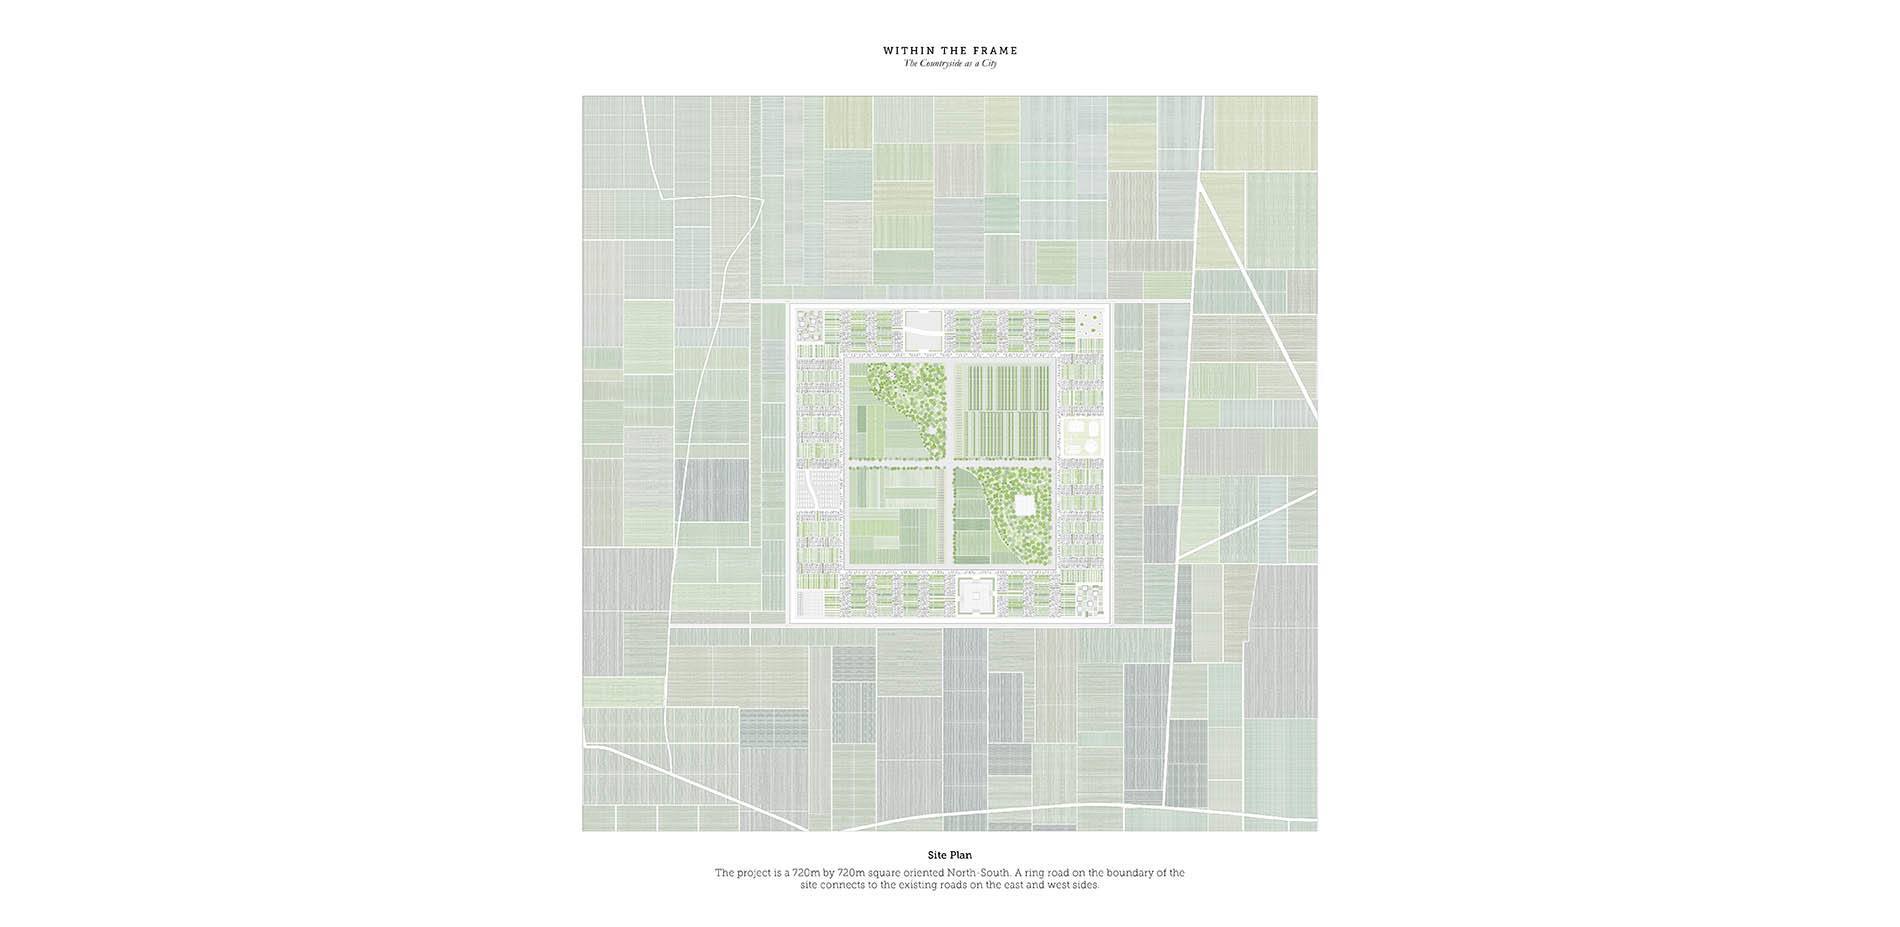 WITHIN THE FRAME
The Countryside as a City
Site Plan
The project is a 720m by 720m square oriented North-South. A ring road on the boundary of the
site connects to the existing roads on the east and west sides.